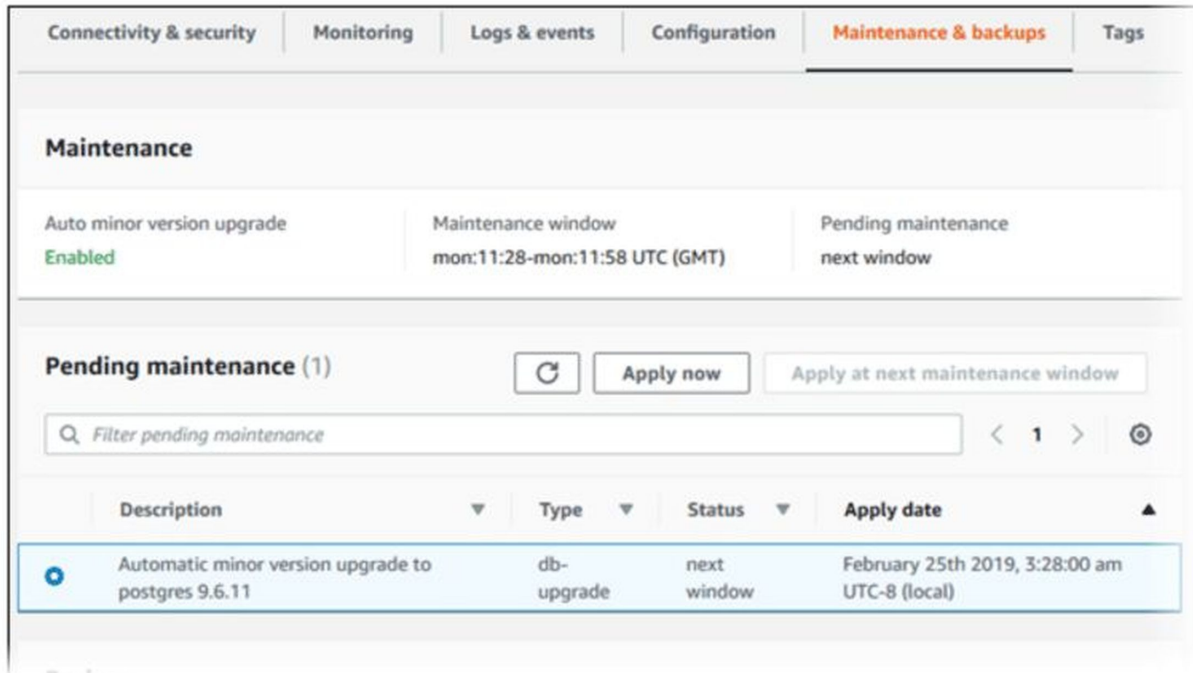 Connectivity & security Monitoring Logs & events Configuration Maintenance & backups Tags
Maintenance
Auto minor version upgrade Maintenance window Pending maintenance
Enabled mon:11:28-mon:11:58 UTC (GMT) next window
Pending maintenance (1) Apply now Apply at next maintenance window
Filter pending maintenance 1
Description Type Status Apply date
Automatic minor version upgrade to db- next February 25th 2019, 3:28:00 am
postgres 9.6.11 upgrade window UTC-8 (local)